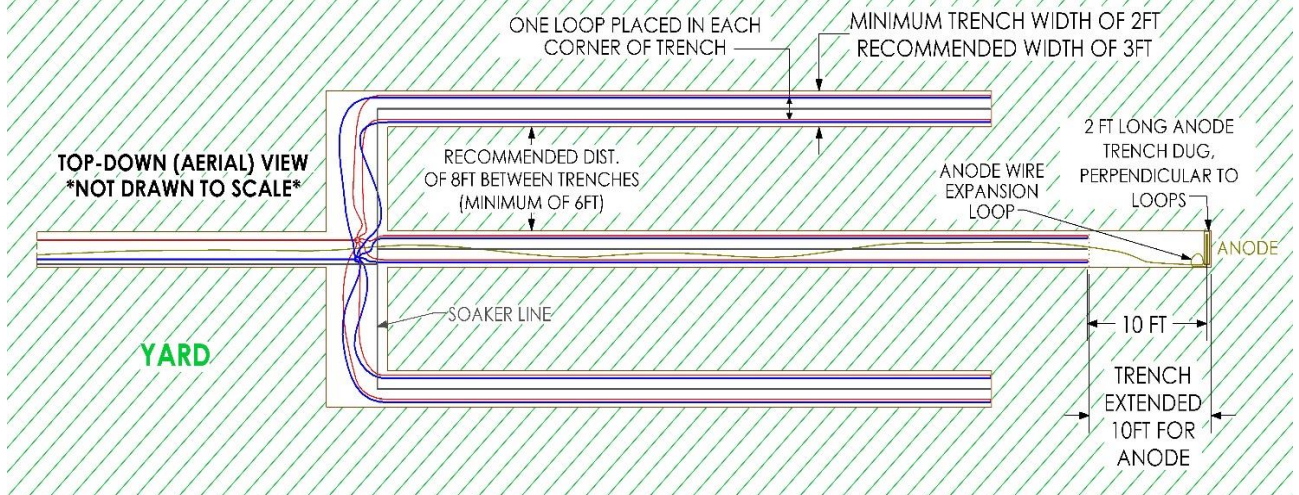 ONE LOOP PLACED IN EACH
CORNER OF TRENCH
MINIMUM TRENCH WIDTH OF 2FT
RECOMMENDED WIDTH OF 3FT
TOP-DOWN (AERIAL) VIEW
*NOT DRAWN TO SCALE*
RECOMMENDED DIST.
OF 8FT BETWEEN TRENCHES
(MINIMUM OF 6FT)
ANODE WIRE
EXPANSION
LOOP
2 FT LONG ANODE
TRENCH DUG,
PERPENDICULAR TO
LOOPS
ANODE
SOAKER LINE
YARD
10 FT
TRENCH
EXTENDED
10FT FOR
ANODE